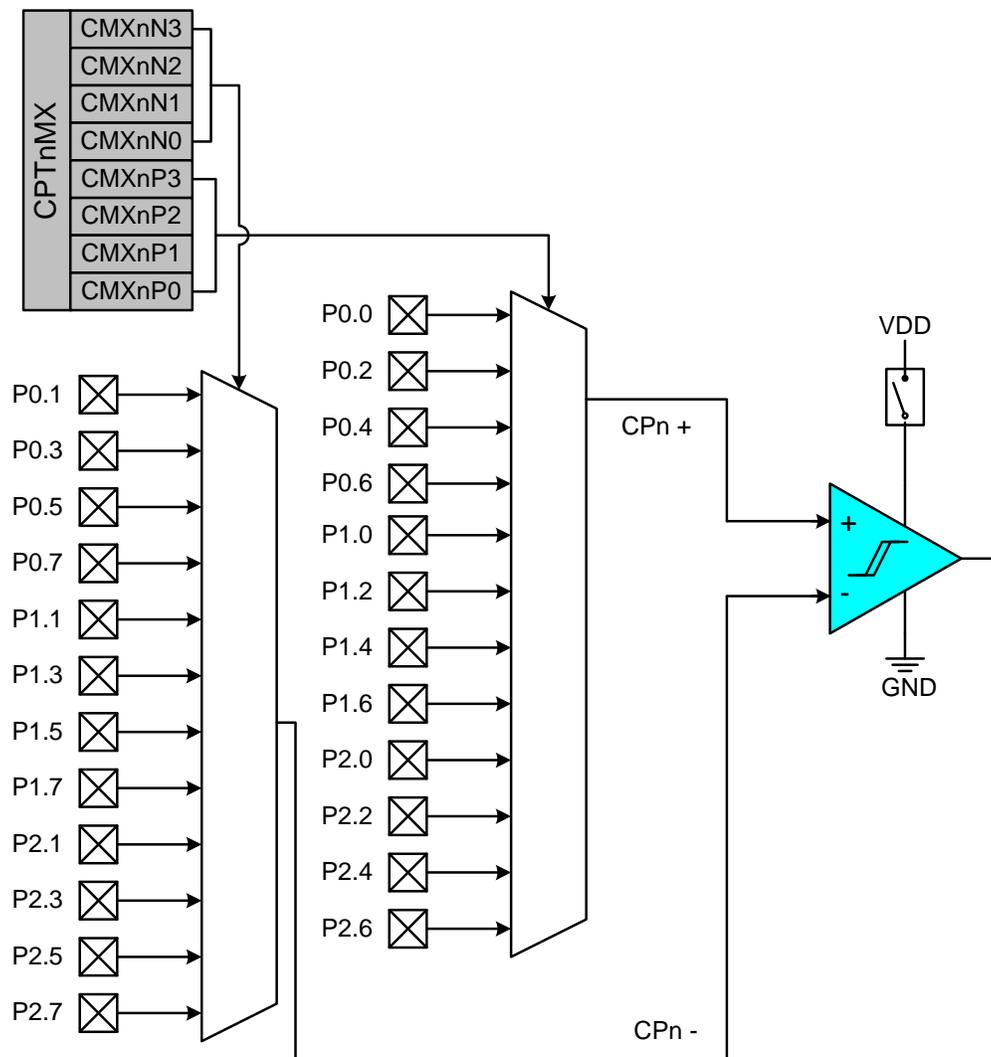 CPTnMX
CMXnN3
CMXnN2
CMXnN1
CMXnN0
CMXnP3
CMXnP2
CMXnP1
CMXnP0
P0.1
P0.3
P0.5
P0.7
P1.1
P1.3
P1.5
P1.7
P2.1
P2.3
P2.5
P2.7
P0.0
P0.2
P0.4
P0.6
P1.0
P1.2
P1.4
P1.6
P2.0
P2.2
P2.4
P2.6
CPn +
CPn -
VDD
+
-
GND